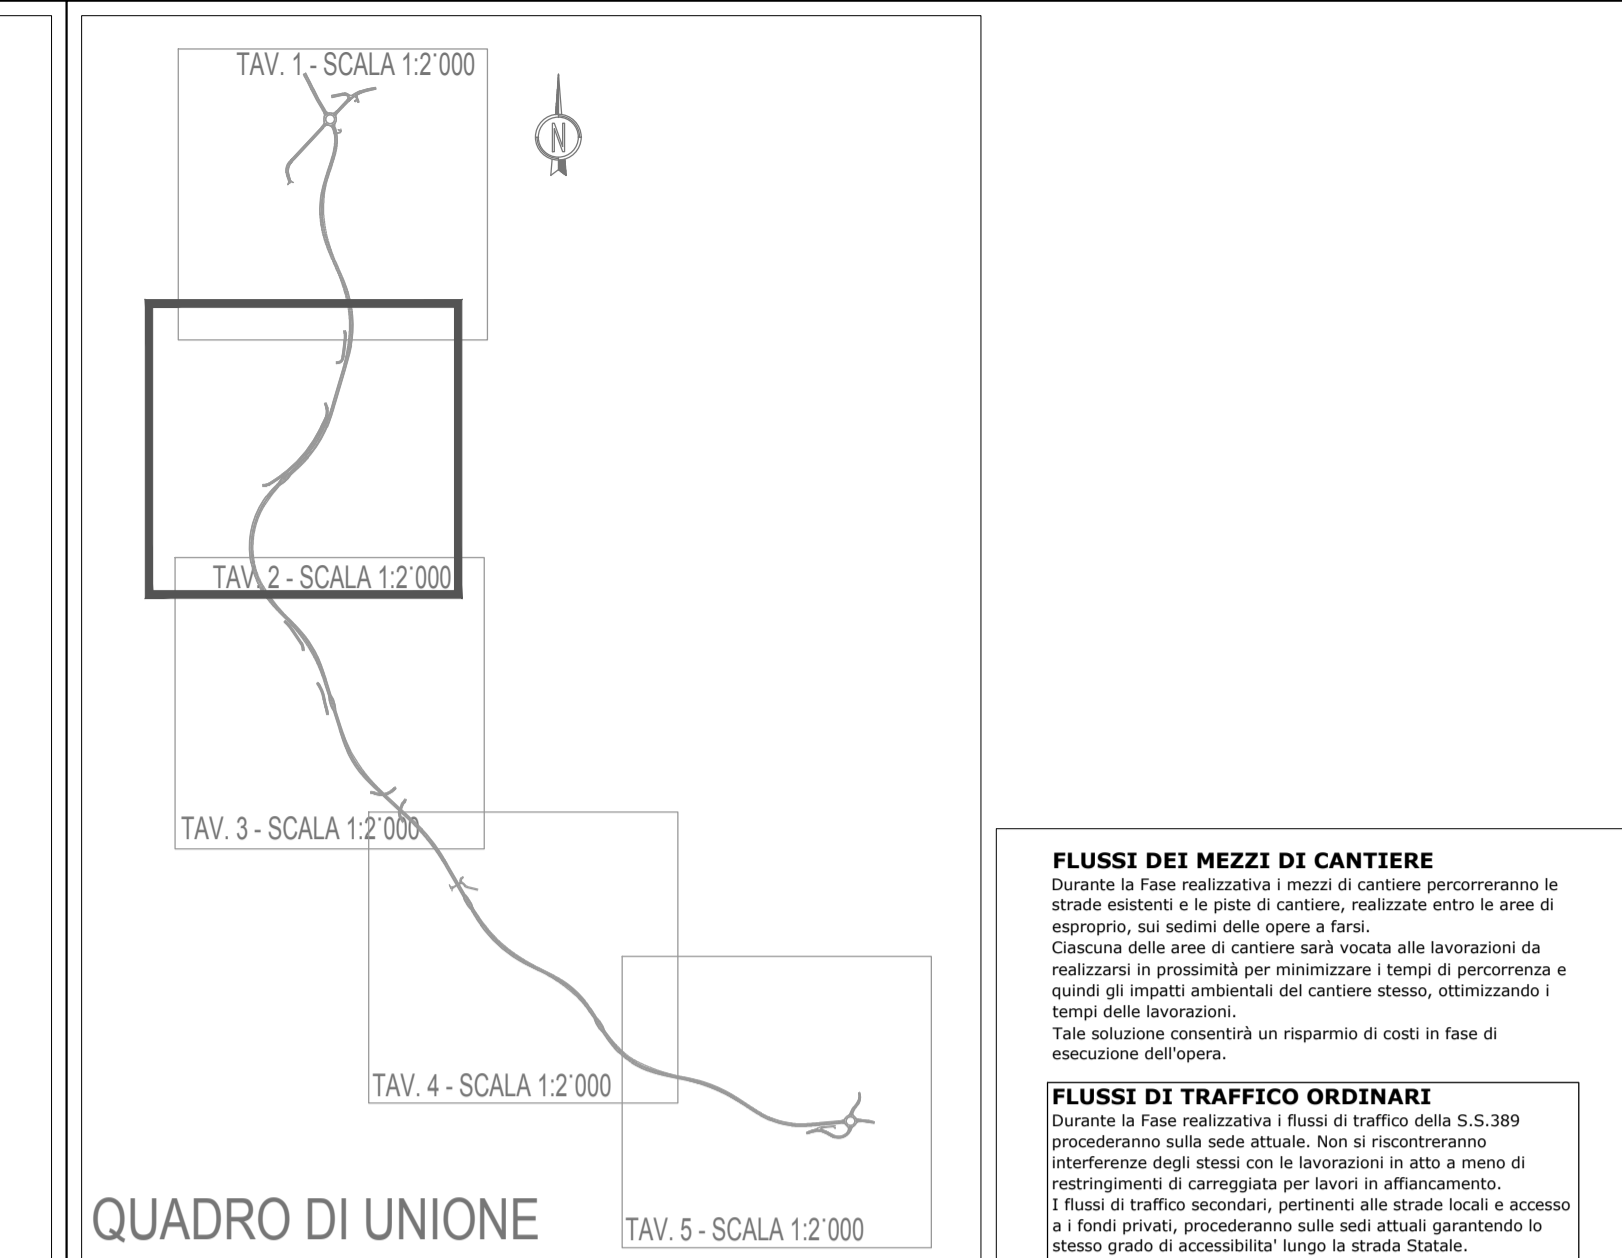 TAV. 1 - SCALA 1:2˙000
N
TAV. 2 - SCALA 1:2˙000
TAV. 3 - SCALA 1:2˙000
TAV. 4 - SCALA 1:2˙000
TAV. 5 - SCALA 1:2˙000
QUADRO DI UNIONE
FLUSSI DEI MEZZI DI CANTIERE
Durante la Fase realizzativa i mezzi di cantiere percorreranno le
strade esistenti e le piste di cantiere, realizzate entro le aree di
esproprio, sui sedimi delle opere a farsi.
Ciascuna delle aree di cantiere sarà vocata alle lavorazioni da
realizzarsi in prossimità per minimizzare i tempi di percorrenza e
quindi gli impatti ambientali del cantiere stesso, ottimizzando i
tempi delle lavorazioni.
Tale soluzione consentirà un risparmio di costi in fase di
esecuzione dell'opera.
FLUSSI DI TRAFFICO ORDINARI
Durante la Fase realizzativa i flussi di traffico della S.S.389
procederanno sulla sede attuale. Non si riscontreranno
interferenze degli stessi con le lavorazioni in atto a meno di
restringimenti di carreggiata per lavori in affiancamento.
I flussi di traffico secondari, pertinenti alle strade locali e accesso
a i fondi privati, procederanno sulle sedi attuali garantendo lo
stesso grado di accessibilita' lungo la strada Statale.